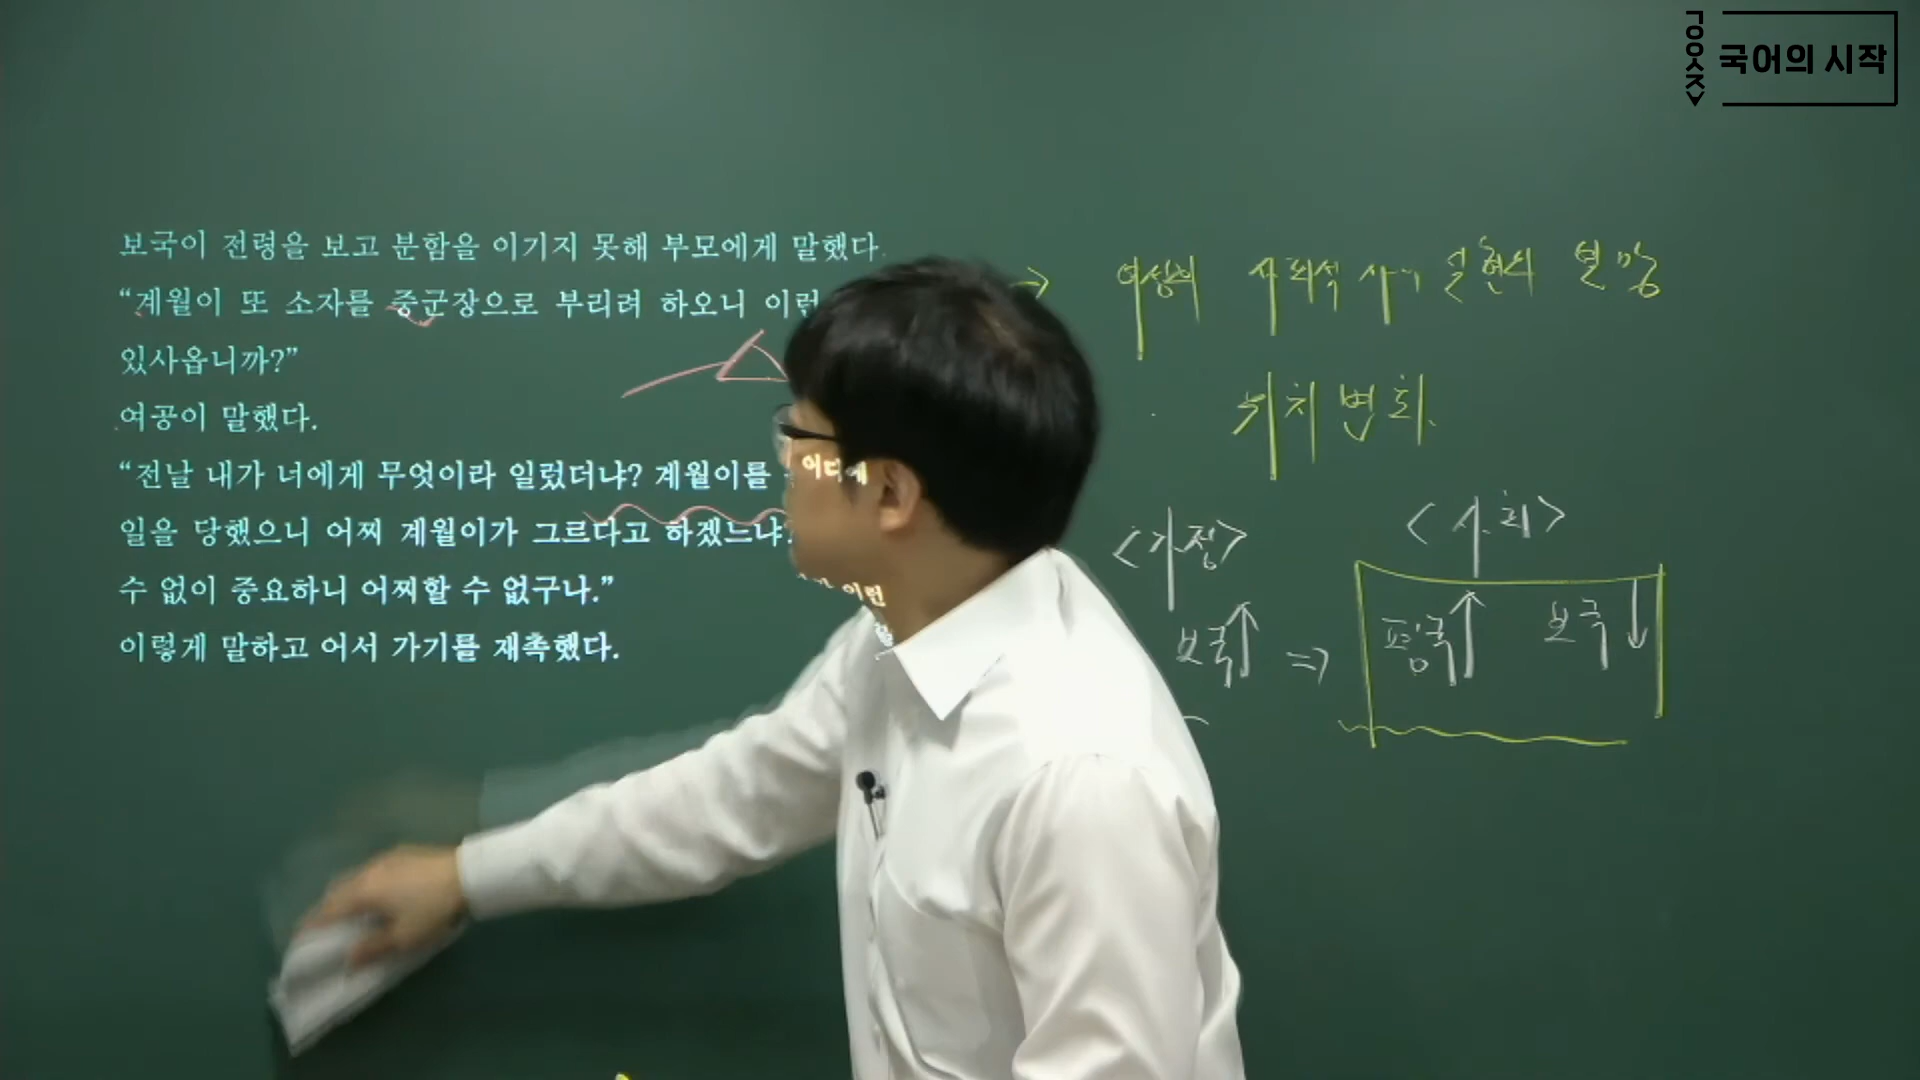 국어의 시작
보국이 전령을 보고 분함을 이기지 못해 부모에게 말했다.
“계월이 또 소자를 중군장으로 부리려 하오니 이런
있사옵니까?”
여공이 말했다.
“전날 내가 너에게 무엇이라 일렀더냐? 계월이를
일을 당했으니 어찌 계월이가 그르다고 하겠느냐?
수 없이 중요하니 어찌할 수 없구나.”
이렇게 말하고 어서 가기를 재촉했다.
→ 여성의 사회적 자아 실현의 열망
가치 변화.
<가정>
보국↑ ⇒
<사회>
평국↑ 보국↓